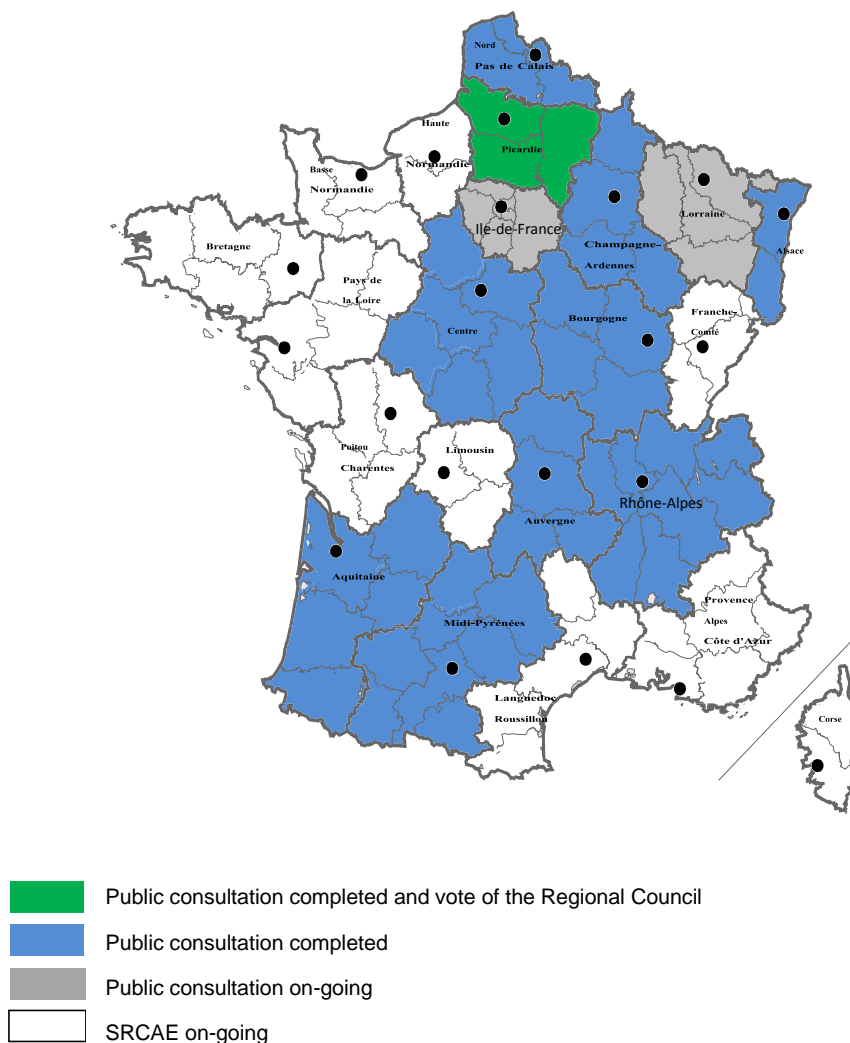 Nord
Pas de Calais
Haute
Normandie
Picardie
Basse
Normandie
Lorraine
Ile-de-France
Bretagne
Champagne-
Ardennes
Alsace
Pays de
la Loire
Franche-
Comté
Bourgogne
Centre
Poitou
Charentes
Limousin
Rhône-Alpes
Auvergne
Aquitaine
Provence
Alpes
Côte d'Azur
Midi-Pyrénées
Languedoc
Roussillon
Corse
Public consultation completed and vote of the Regional Council
Public consultation completed
Public consultation on-going
SRCAE on-going